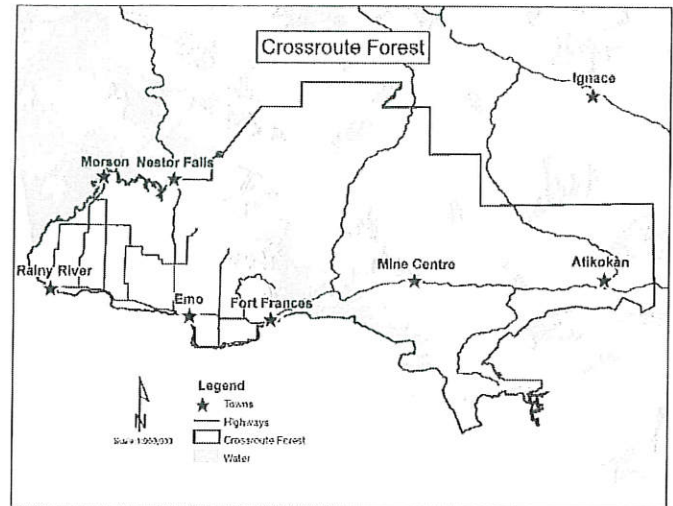 Crossroute Forest
Ignace
Morson
Nestor Falls
Rainy River
Mine Centre
Atikokan
Emo
Fort Frances
Legend
Towns
N
Highways
Crossroute Forest
Water